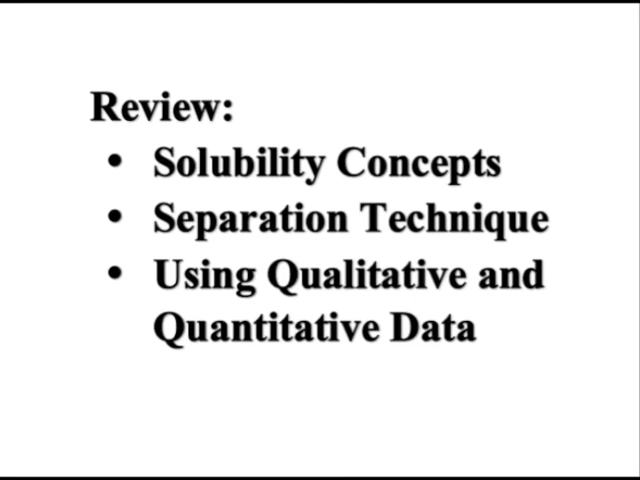 Review:
• Solubility Concepts
• Separation Technique
• Using Qualitative and
Quantitative Data